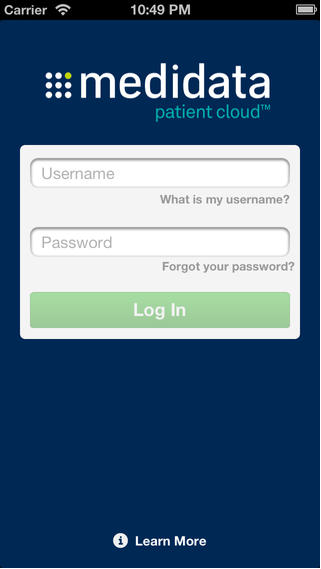 Carrier 10:49 PM
medidata
patient cloud™
Username
What is my username?
Password
Forgot your password?
Log In
Learn More